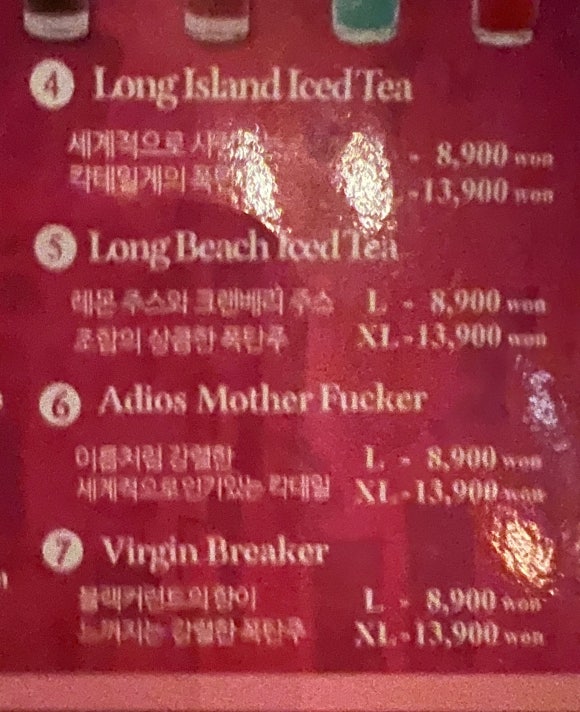 4 Long Island Iced Tea
세계적으로 - 8,900 won
칵테일계의 -13,900 won
5 Long Beach Iced Tea
레몬 주스와 크랜베리 주스 L - 8,900 won
조합의 상큼한 폭탄주 XL-13,900 won
6 Adios Mother Fucker
이름처럼 강렬한 L - 8,900 won
세계적으로 인기있는 칵테일 XL-13,900 won
7 Virgin Breaker
블랙커런트의 향이 L - 8,900 won
느껴지는 강렬한 폭탄주 XL-13,900 won